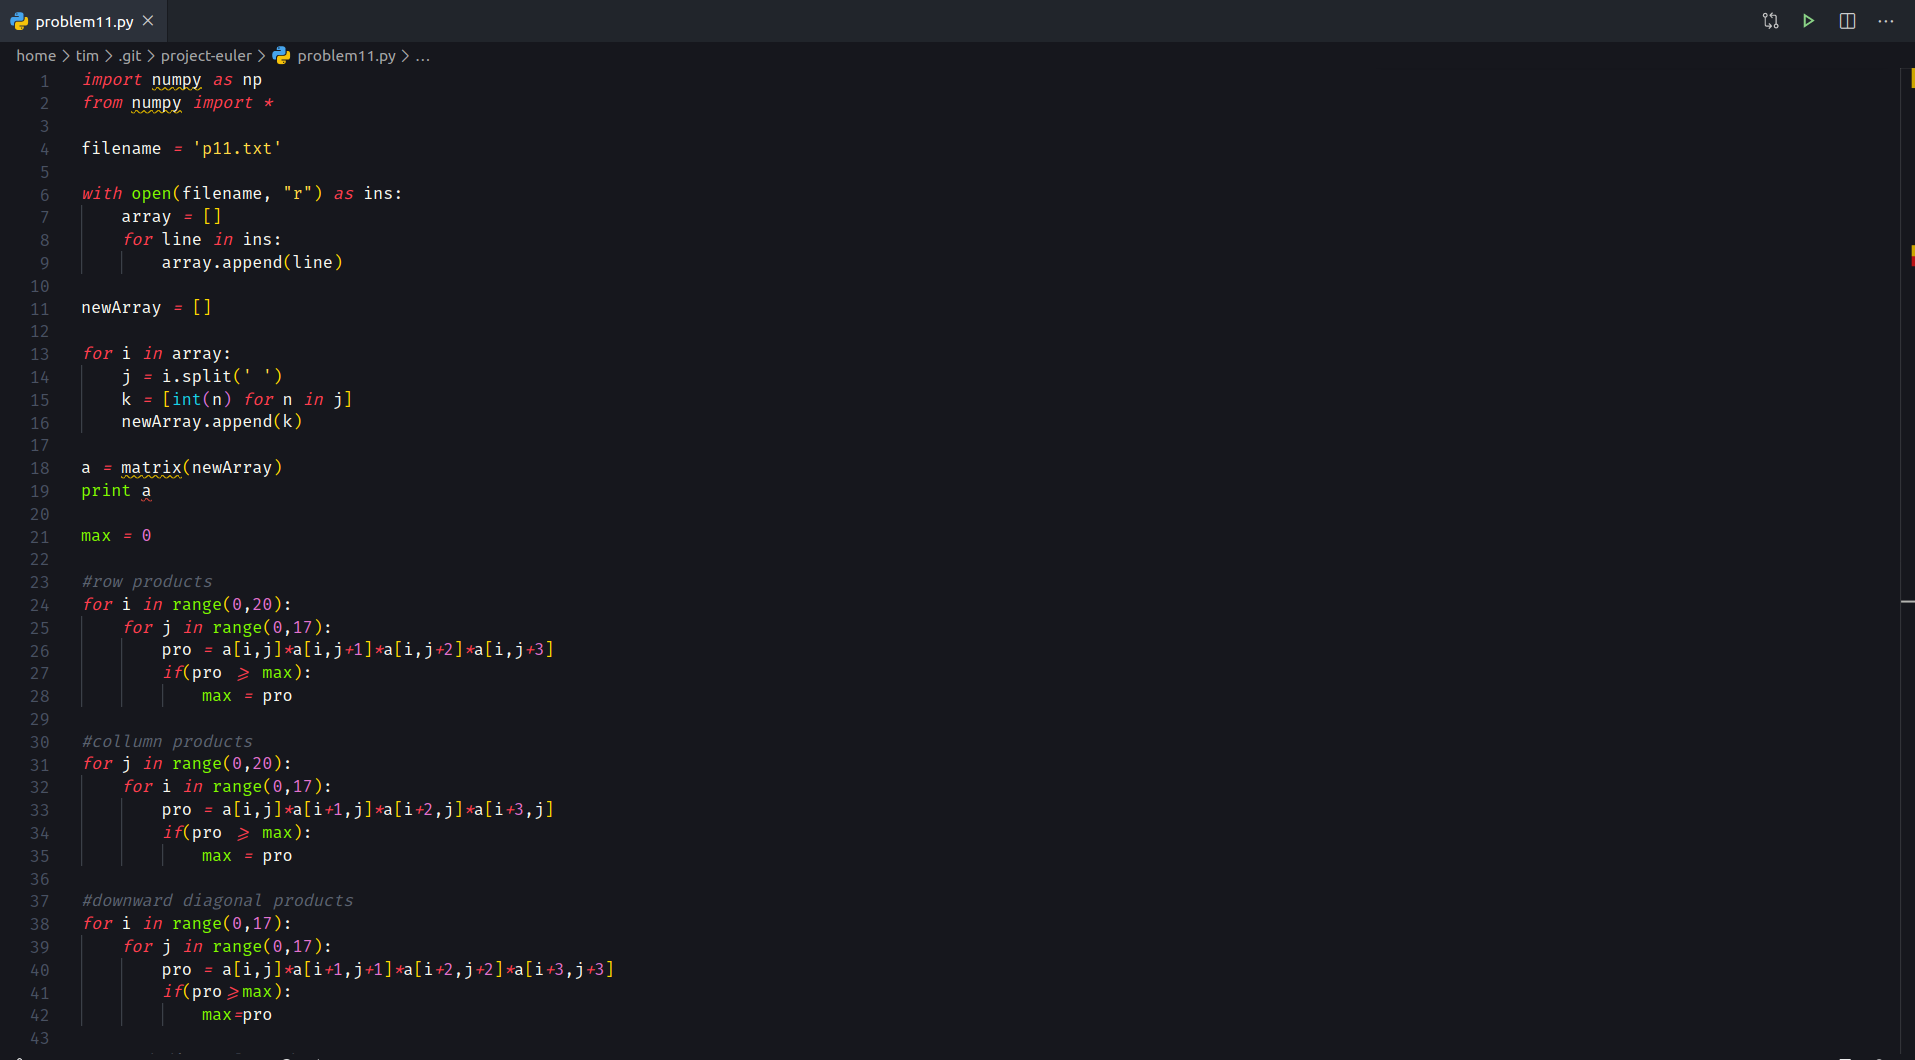 problem11.py
home > tim > .git > project-euler > problem11.py > ...
1 import numpy as np
2 from numpy import *
3
4 filename = 'p11.txt'
5
6 with open(filename, "r") as ins:
7 array = []
8 for line in ins:
9 array.append(line)
10
11 newArray = []
12
13 for i in array:
14 j = i.split(' ')
15 k = [int(n) for n in j]
16 newArray.append(k)
17
18 a = matrix(newArray)
19 print a
20
21 max = 0
22
23 #row products
24 for i in range(0,20):
25 for j in range(0,17):
26 pro = a[i,j]*a[i,j+1]*a[i,j+2]*a[i,j+3]
27 if(pro ⩾ max):
28 max = pro
29
30 #collumn products
31 for j in range(0,20):
32 for i in range(0,17):
33 pro = a[i,j]*a[i+1,j]*a[i+2,j]*a[i+3,j]
34 if(pro ⩾ max):
35 max = pro
36
37 #downward diagonal products
38 for i in range(0,17):
39 for j in range(0,17):
40 pro = a[i,j]*a[i+1,j+1]*a[i+2,j+2]*a[i+3,j+3]
41 if(pro⩾max):
42 max=pro
43